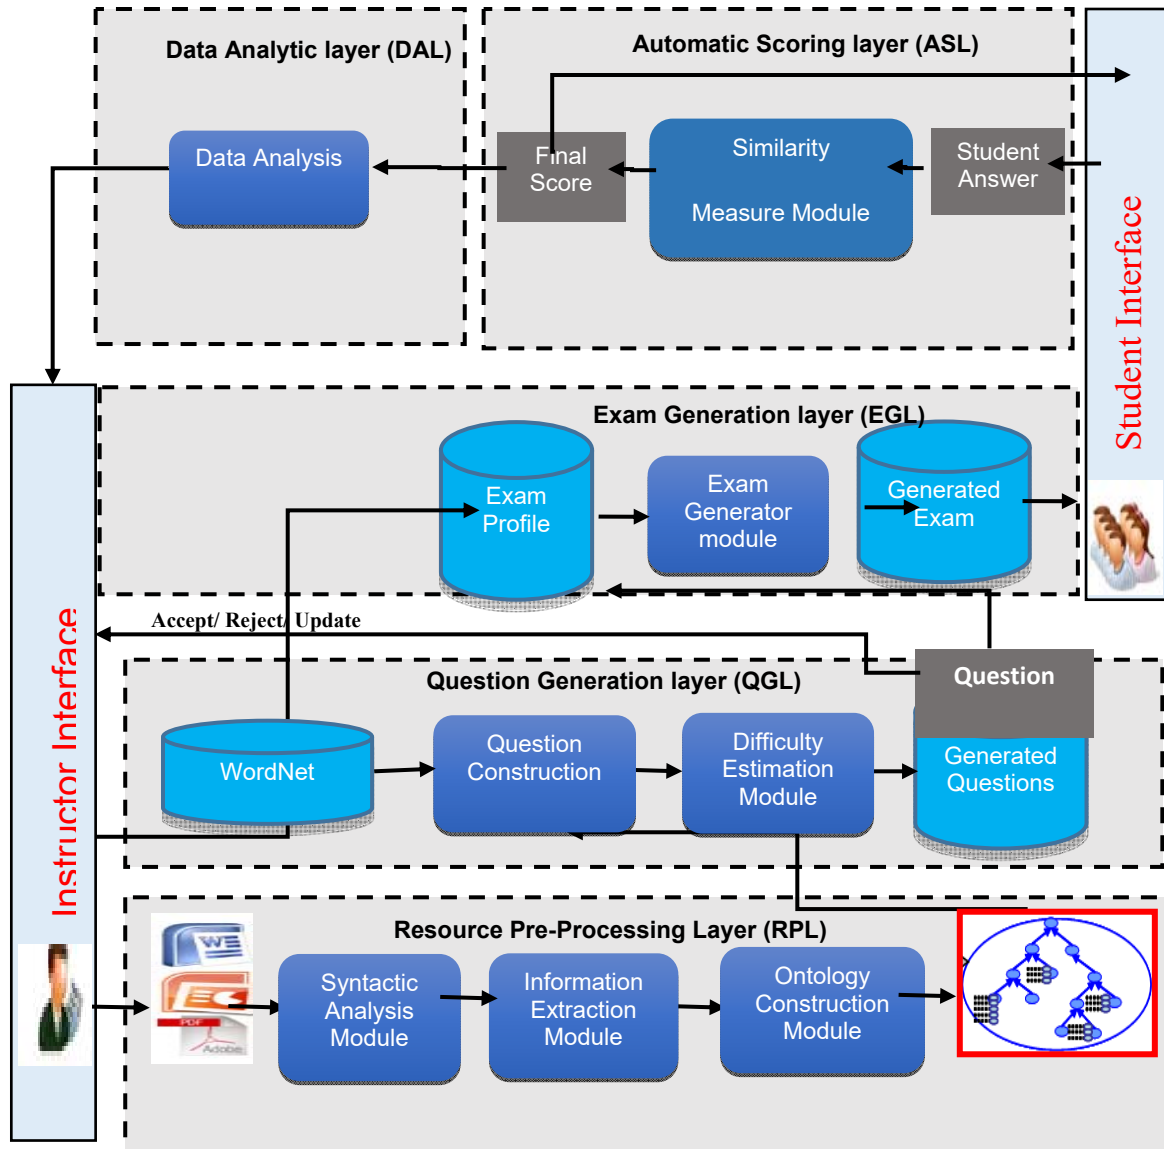 Data Analytic layer (DAL)
Automatic Scoring layer (ASL)
Data Analysis
Final
Score
Similarity
Measure Module
Student
Answer
Student Interface
Exam Generation layer (EGL)
Exam
Profile
Exam
Generator
module
Generated
Exam
Accept/ Reject/ Update
Instructor Interface
Question Generation layer (QGL)
Question
WordNet
Question
Construction
Difficulty
Estimation
Module
Generated
Questions
Resource Pre-Processing Layer (RPL)
W
PDF
Adobe
Syntactic
Analysis
Module
Information
Extraction
Module
Ontology
Construction
Module